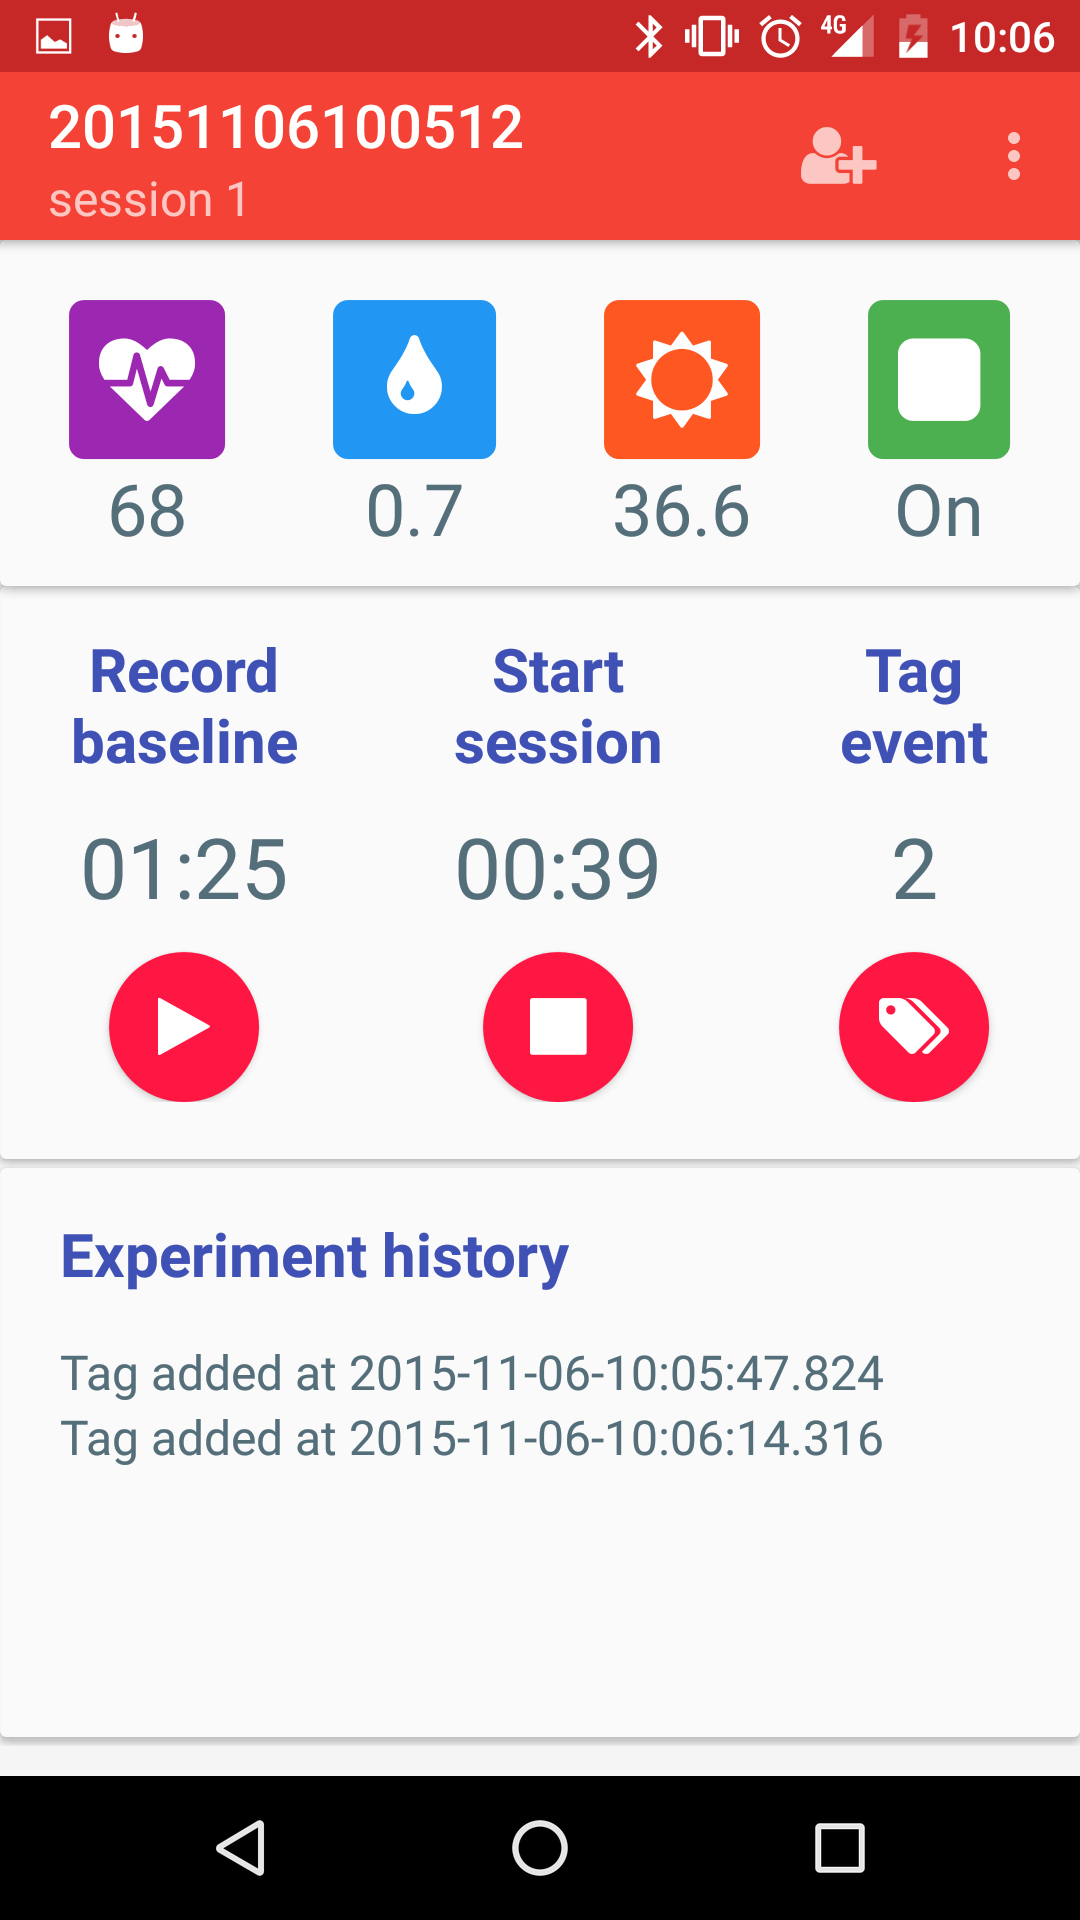 4G 10:06
20151106100512
session 1
68 0.7 36.6 On
Record Start Tag
baseline session event
01:25 00:39 2
Experiment history
Tag added at 2015-11-06-10:05:47.824
Tag added at 2015-11-06-10:06:14.316